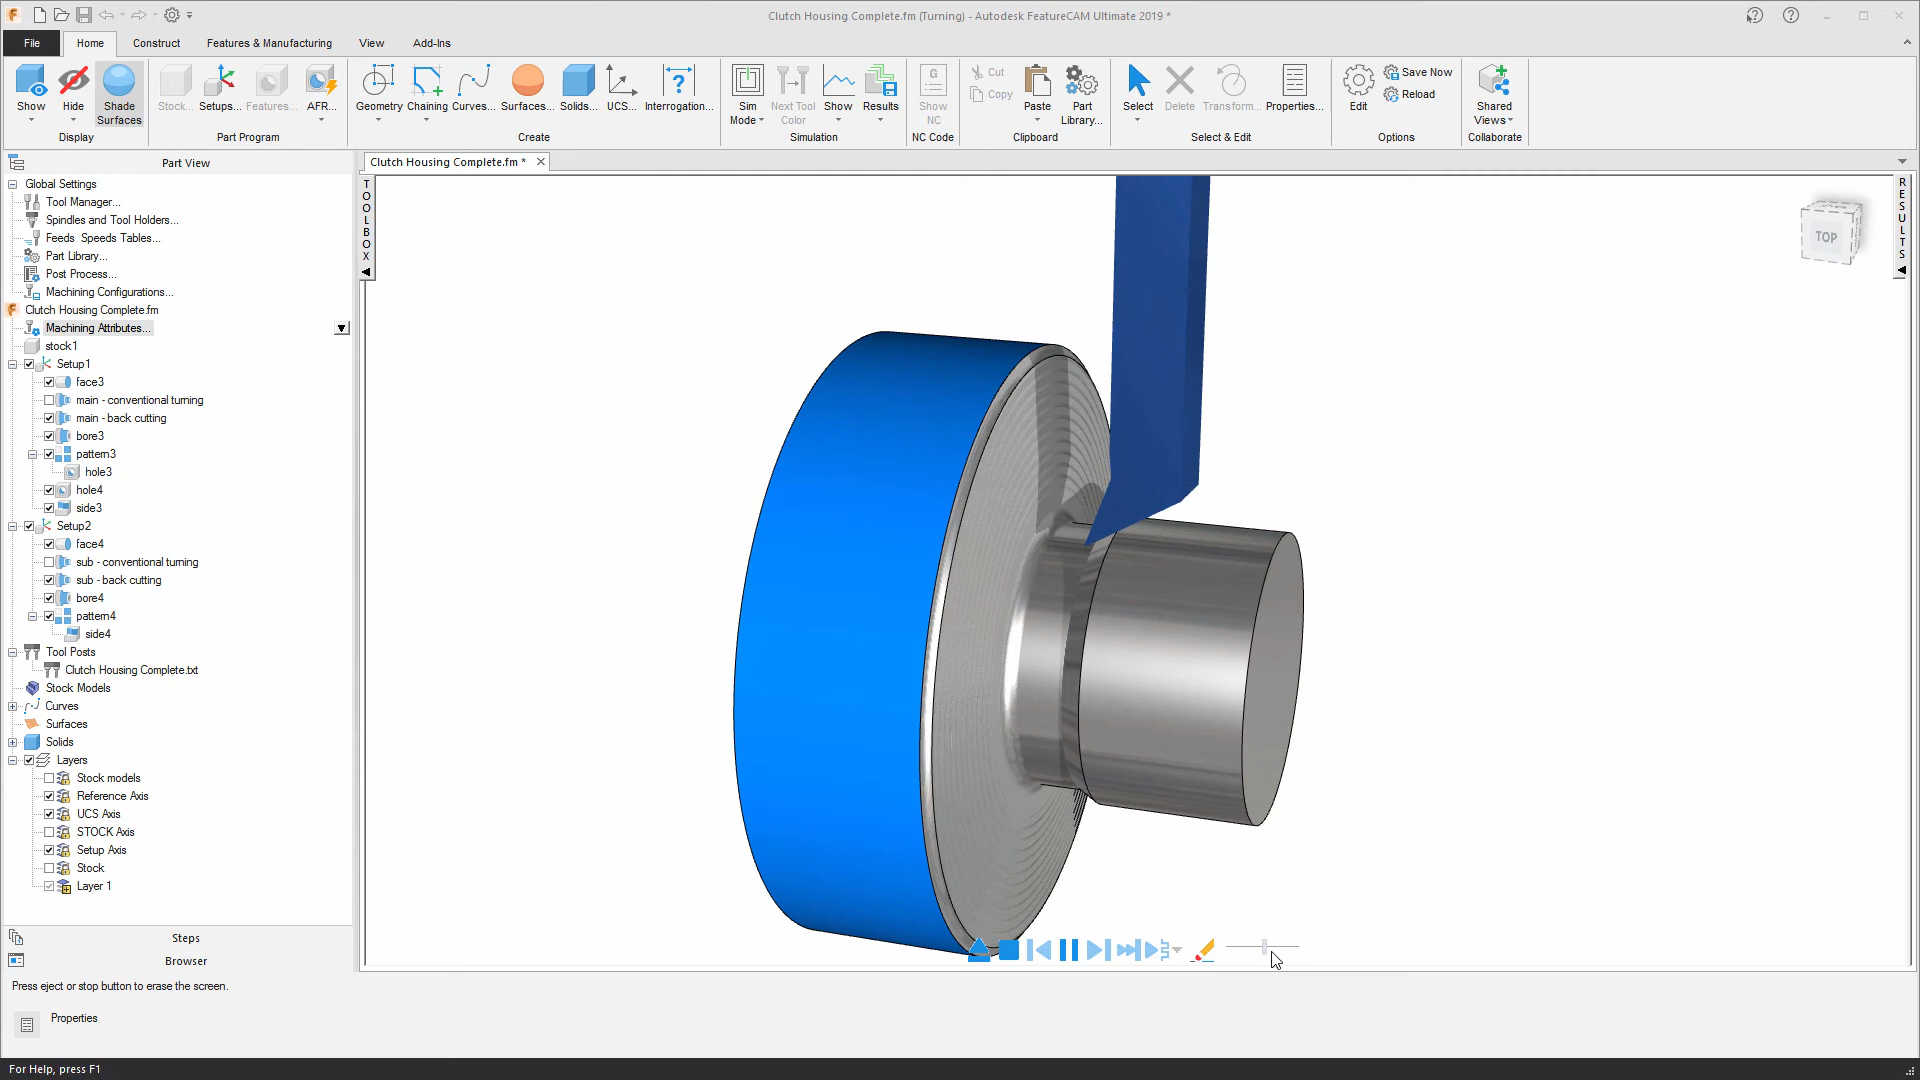 Clutch Housing Complete.fm (Turning) - Autodesk FeatureCAM Ultimate 2019 *
File Home Construct Features & Manufacturing View Add-Ins
Show Hide Shade Surfaces Stock... Setups... Features... AFR... Geometry Chaining Curves... Surfaces... Solids... UCS... Interrogation... Sim Mode Next Tool Color Show Results Show NC Cut Copy Paste Part Library... Select Delete Transform... Properties... Edit Save Now Reload Shared Views
Display Part Program Create Simulation NC Code Clipboard Select & Edit Options Collaborate
Part View
Clutch Housing Complete.fm *
Global Settings
Tool Manager...
Spindles and Tool Holders...
Feeds Speeds Tables...
Part Library...
Post Process...
Machining Configurations...
Clutch Housing Complete.fm
Machining Attributes...
stock1
Setup1
face3
main - conventional turning
main - back cutting
bore3
pattern3
hole3
hole4
side3
Setup2
face4
sub - conventional turning
sub - back cutting
bore4
pattern4
side4
Tool Posts
Clutch Housing Complete.txt
Stock Models
Curves
Surfaces
Solids
Layers
Stock models
Reference Axis
UCS Axis
STOCK Axis
Setup Axis
Stock
Layer 1
TOOLBOX
TOP
RESULTS
Steps
Browser
Press eject or stop button to erase the screen.
Properties
For Help, press F1